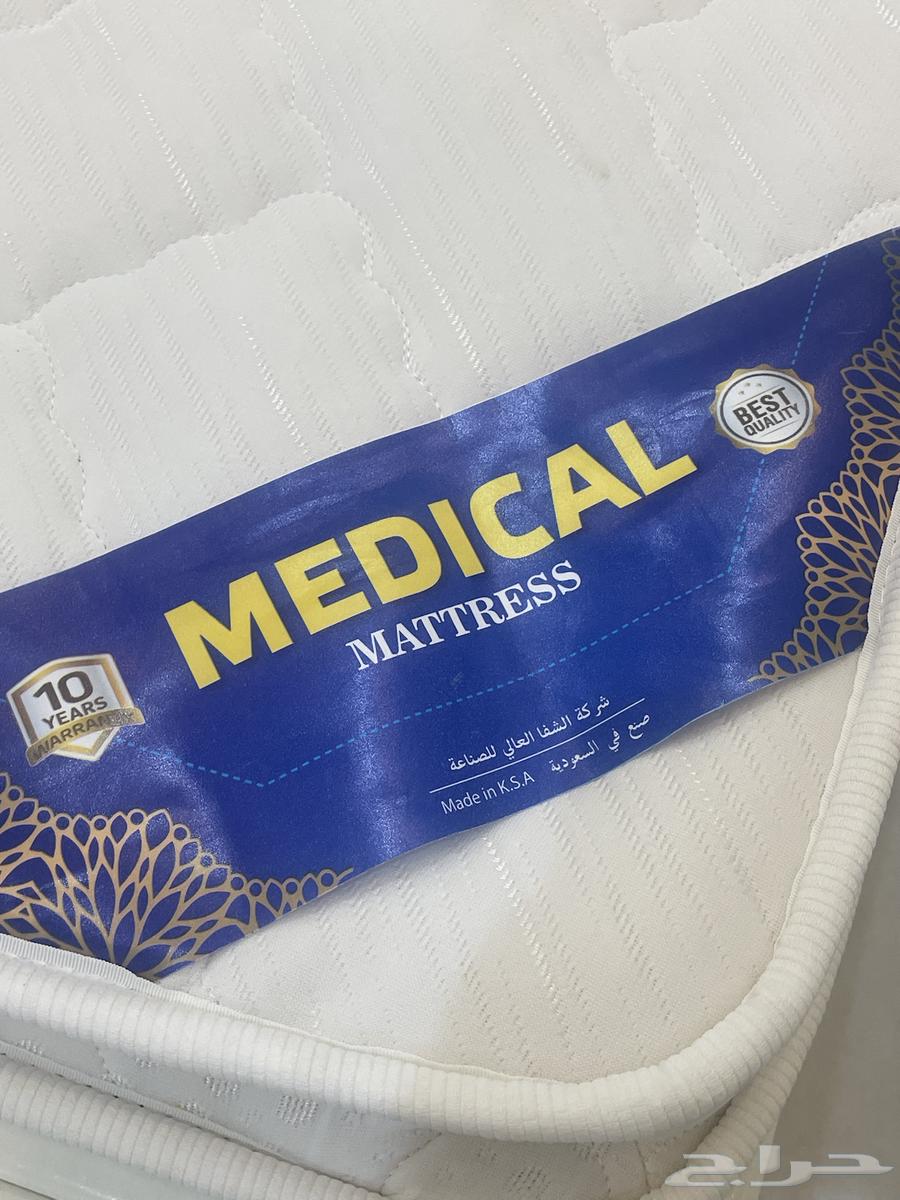 BEST
QUALITY
MEDICAL
MATTRESS
10
YEARS
WARRANTY
شركة الشفا العالي للصناعة
صنع في السعودية
Made in K.S.A
حراج